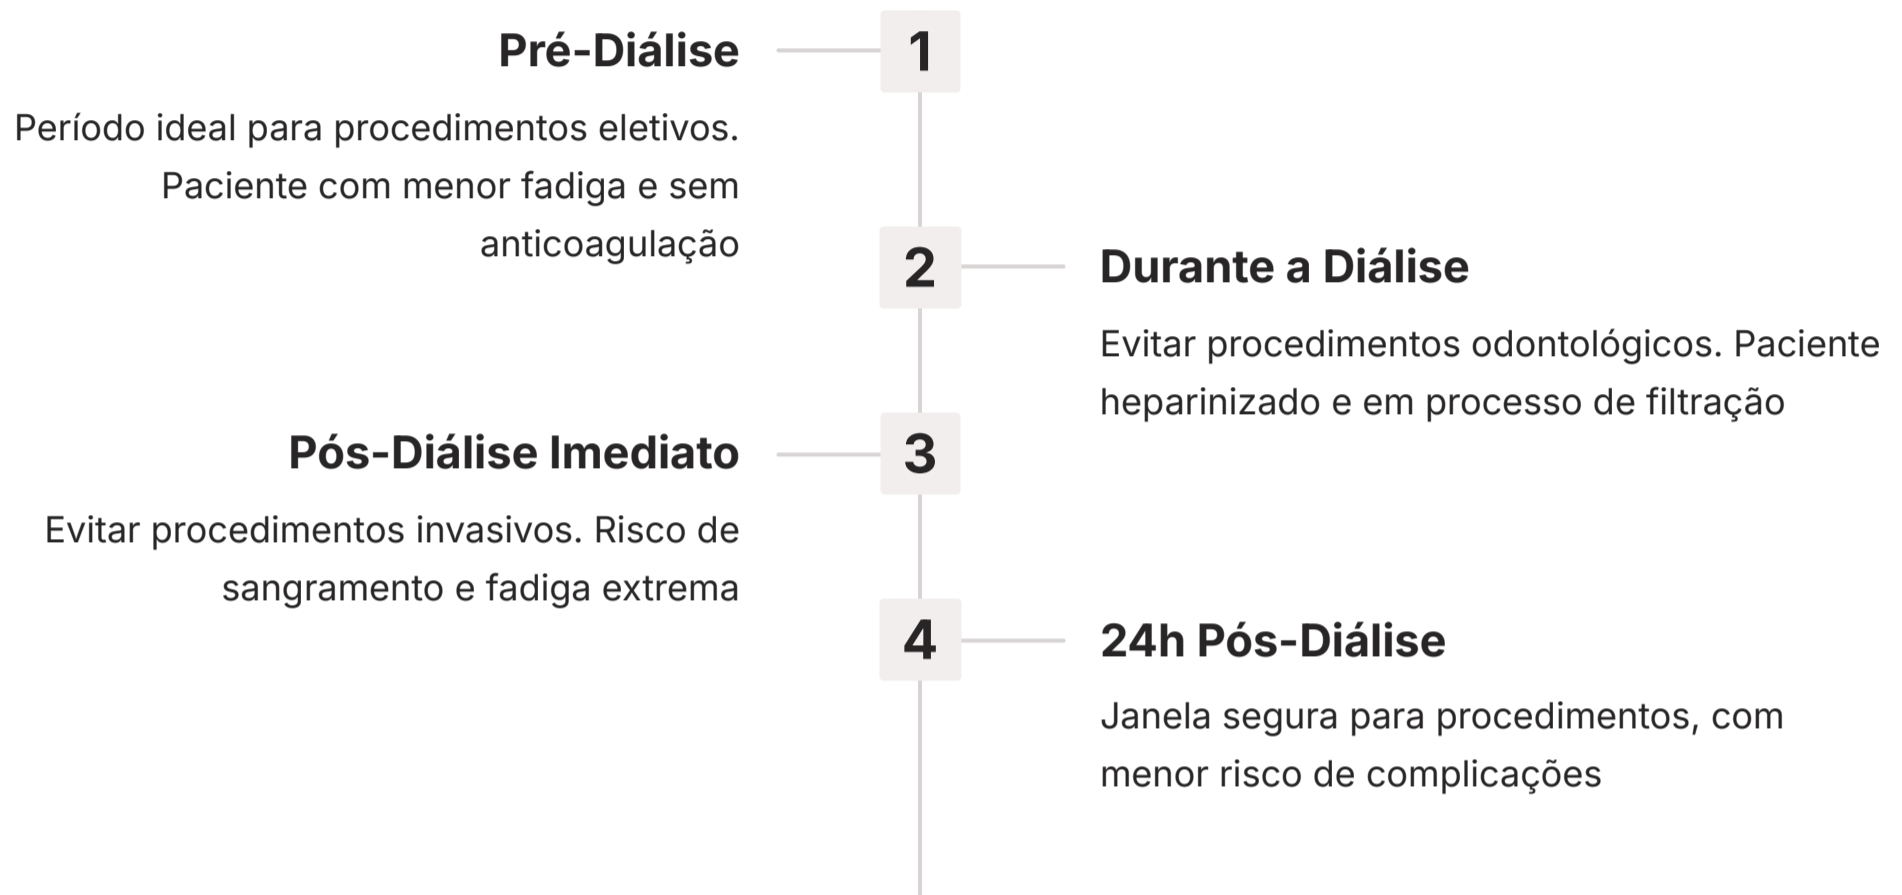 1
Pré-Diálise
Período ideal para procedimentos eletivos.
Paciente com menor fadiga e sem
anticoagulação
2
Durante a Diálise
Evitar procedimentos odontológicos. Paciente
heparinizado e em processo de filtração
3
Pós-Diálise Imediato
Evitar procedimentos invasivos. Risco de
sangramento e fadiga extrema
4
24h Pós-Diálise
Janela segura para procedimentos, com
menor risco de complicações